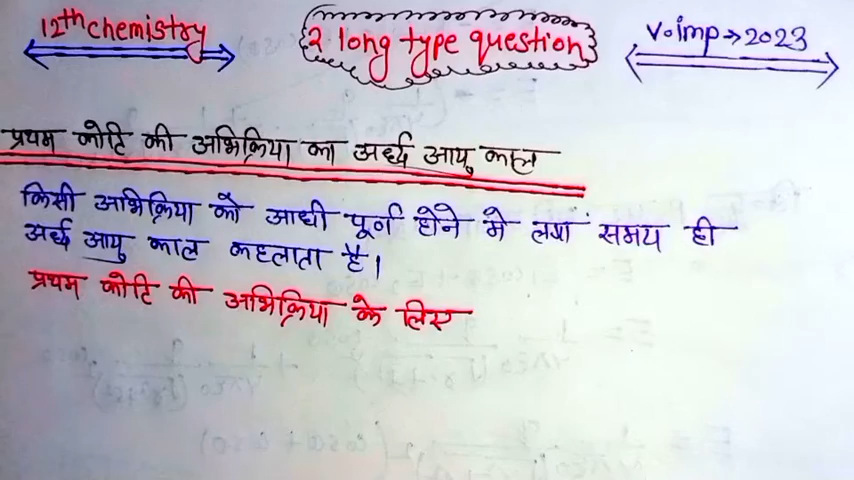 12th chemistry
2 long type question
V.imp→2023
प्रथम कोटि की अभिक्रिया का अर्ध्द आयु काल
किसी अभिक्रिया को आधी पूर्ण होने मे लगा समय ही
अर्ध्द आयु काल कहलाता है।
प्रथम कोटि की अभिक्रिया के लिए